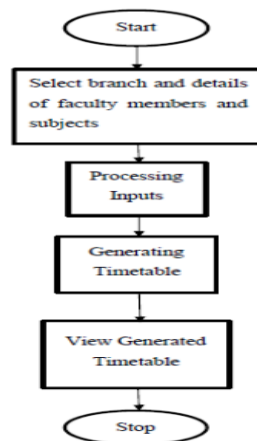 Start
Select branch and details
of faculty members and
subjects
Processing
Inputs
Generating
Timetable
View Generated
Timetable
Stop